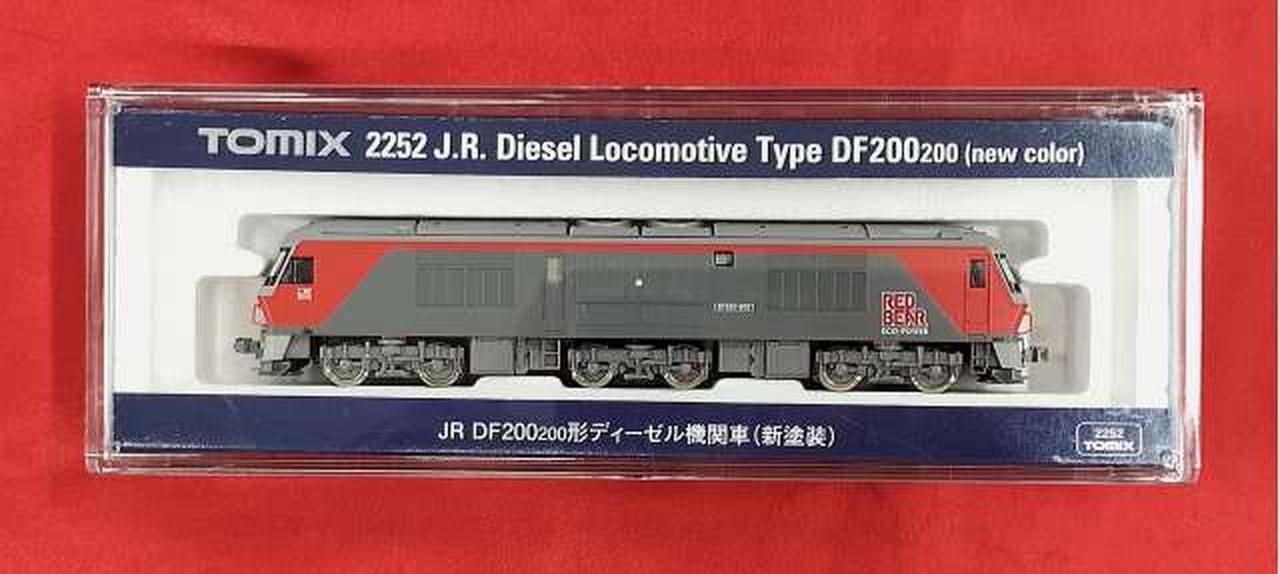 TOMIX 2252 J.R. Diesel Locomotive Type DF200200 (new color)
RED
BEAR
ECO-POWER
JR DF200200形ディーゼル機関車(新塗装)
2252
TOMIX